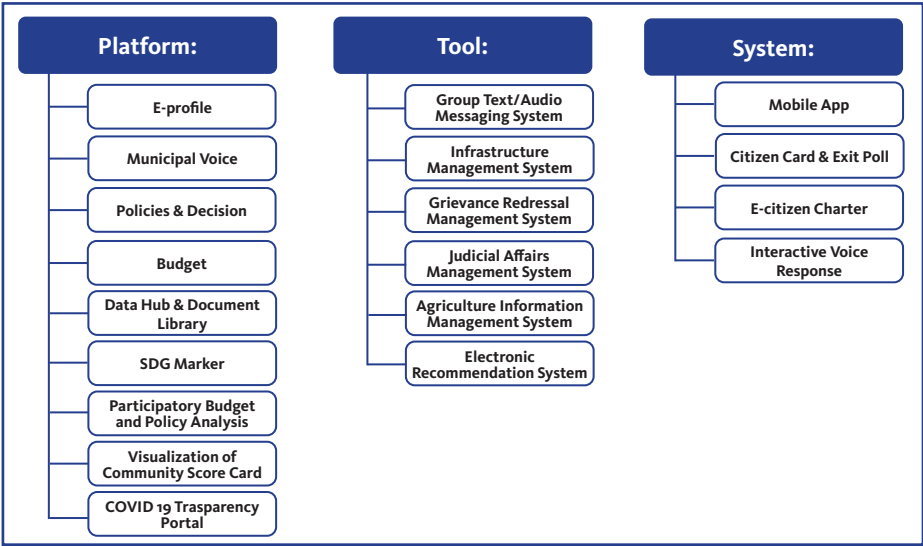 Platform:
E-profile
Municipal Voice
Policies & Decision
Budget
Data Hub & Document
Library
SDG Marker
Participatory Budget
and Policy Analysis
Visualization of
Community Score Card
COVID 19 Trasparency
Portal
Tool:
Group Text/Audio
Messaging System
Infrastructure
Management System
Grievance Redressal
Management System
Judicial Affairs
Management System
Agriculture Information
Management System
Electronic
Recommendation System
System:
Mobile App
Citizen Card & Exit Poll
E-citizen Charter
Interactive Voice
Response